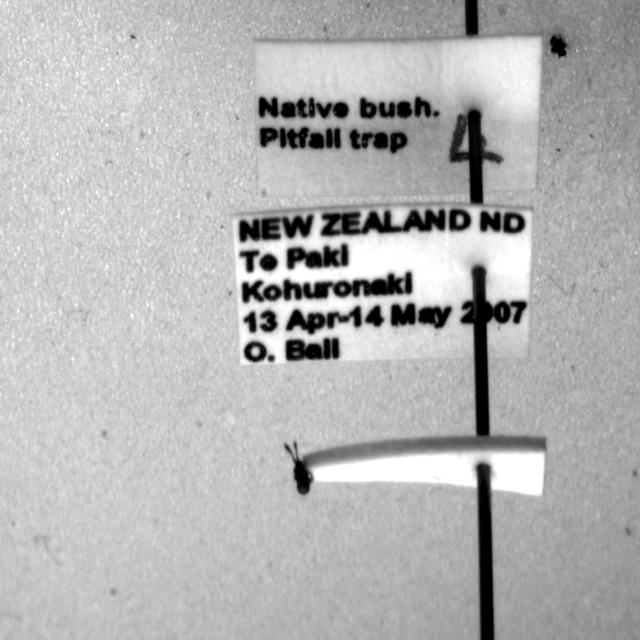 Native bush.
Pitfall trap 4
NEW ZEALAND ND
Te Paki
Kohuronaki
13 Apr-14 May 2007
O. Ball